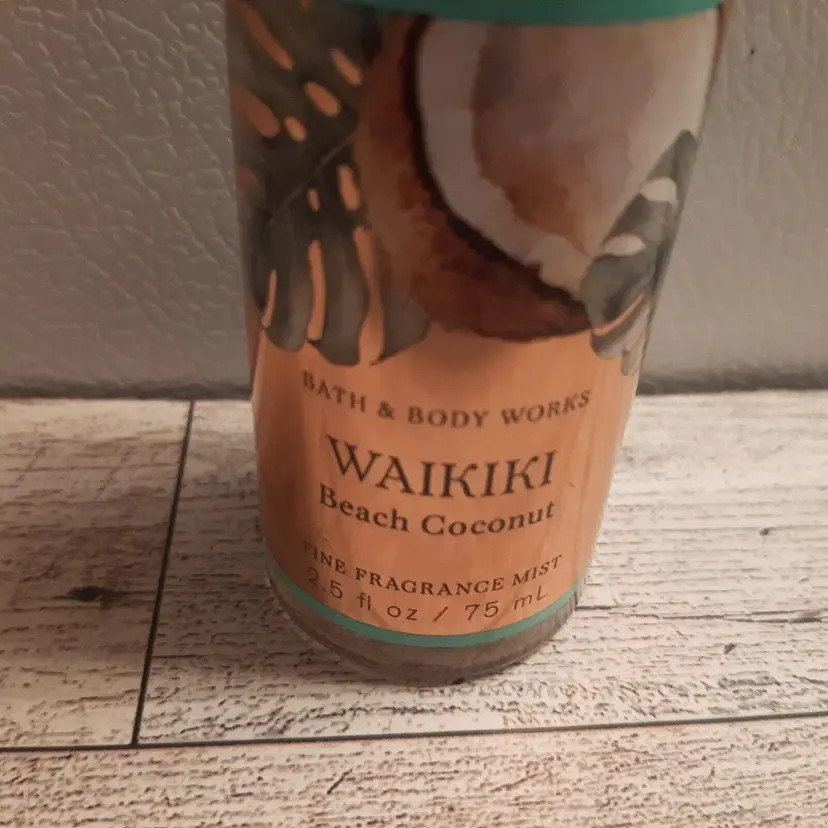 BATH & BODY WORKS
WAIKIKI
Beach Coconut
FINE FRAGRANCE MIST
2.5 fl oz / 75 mL